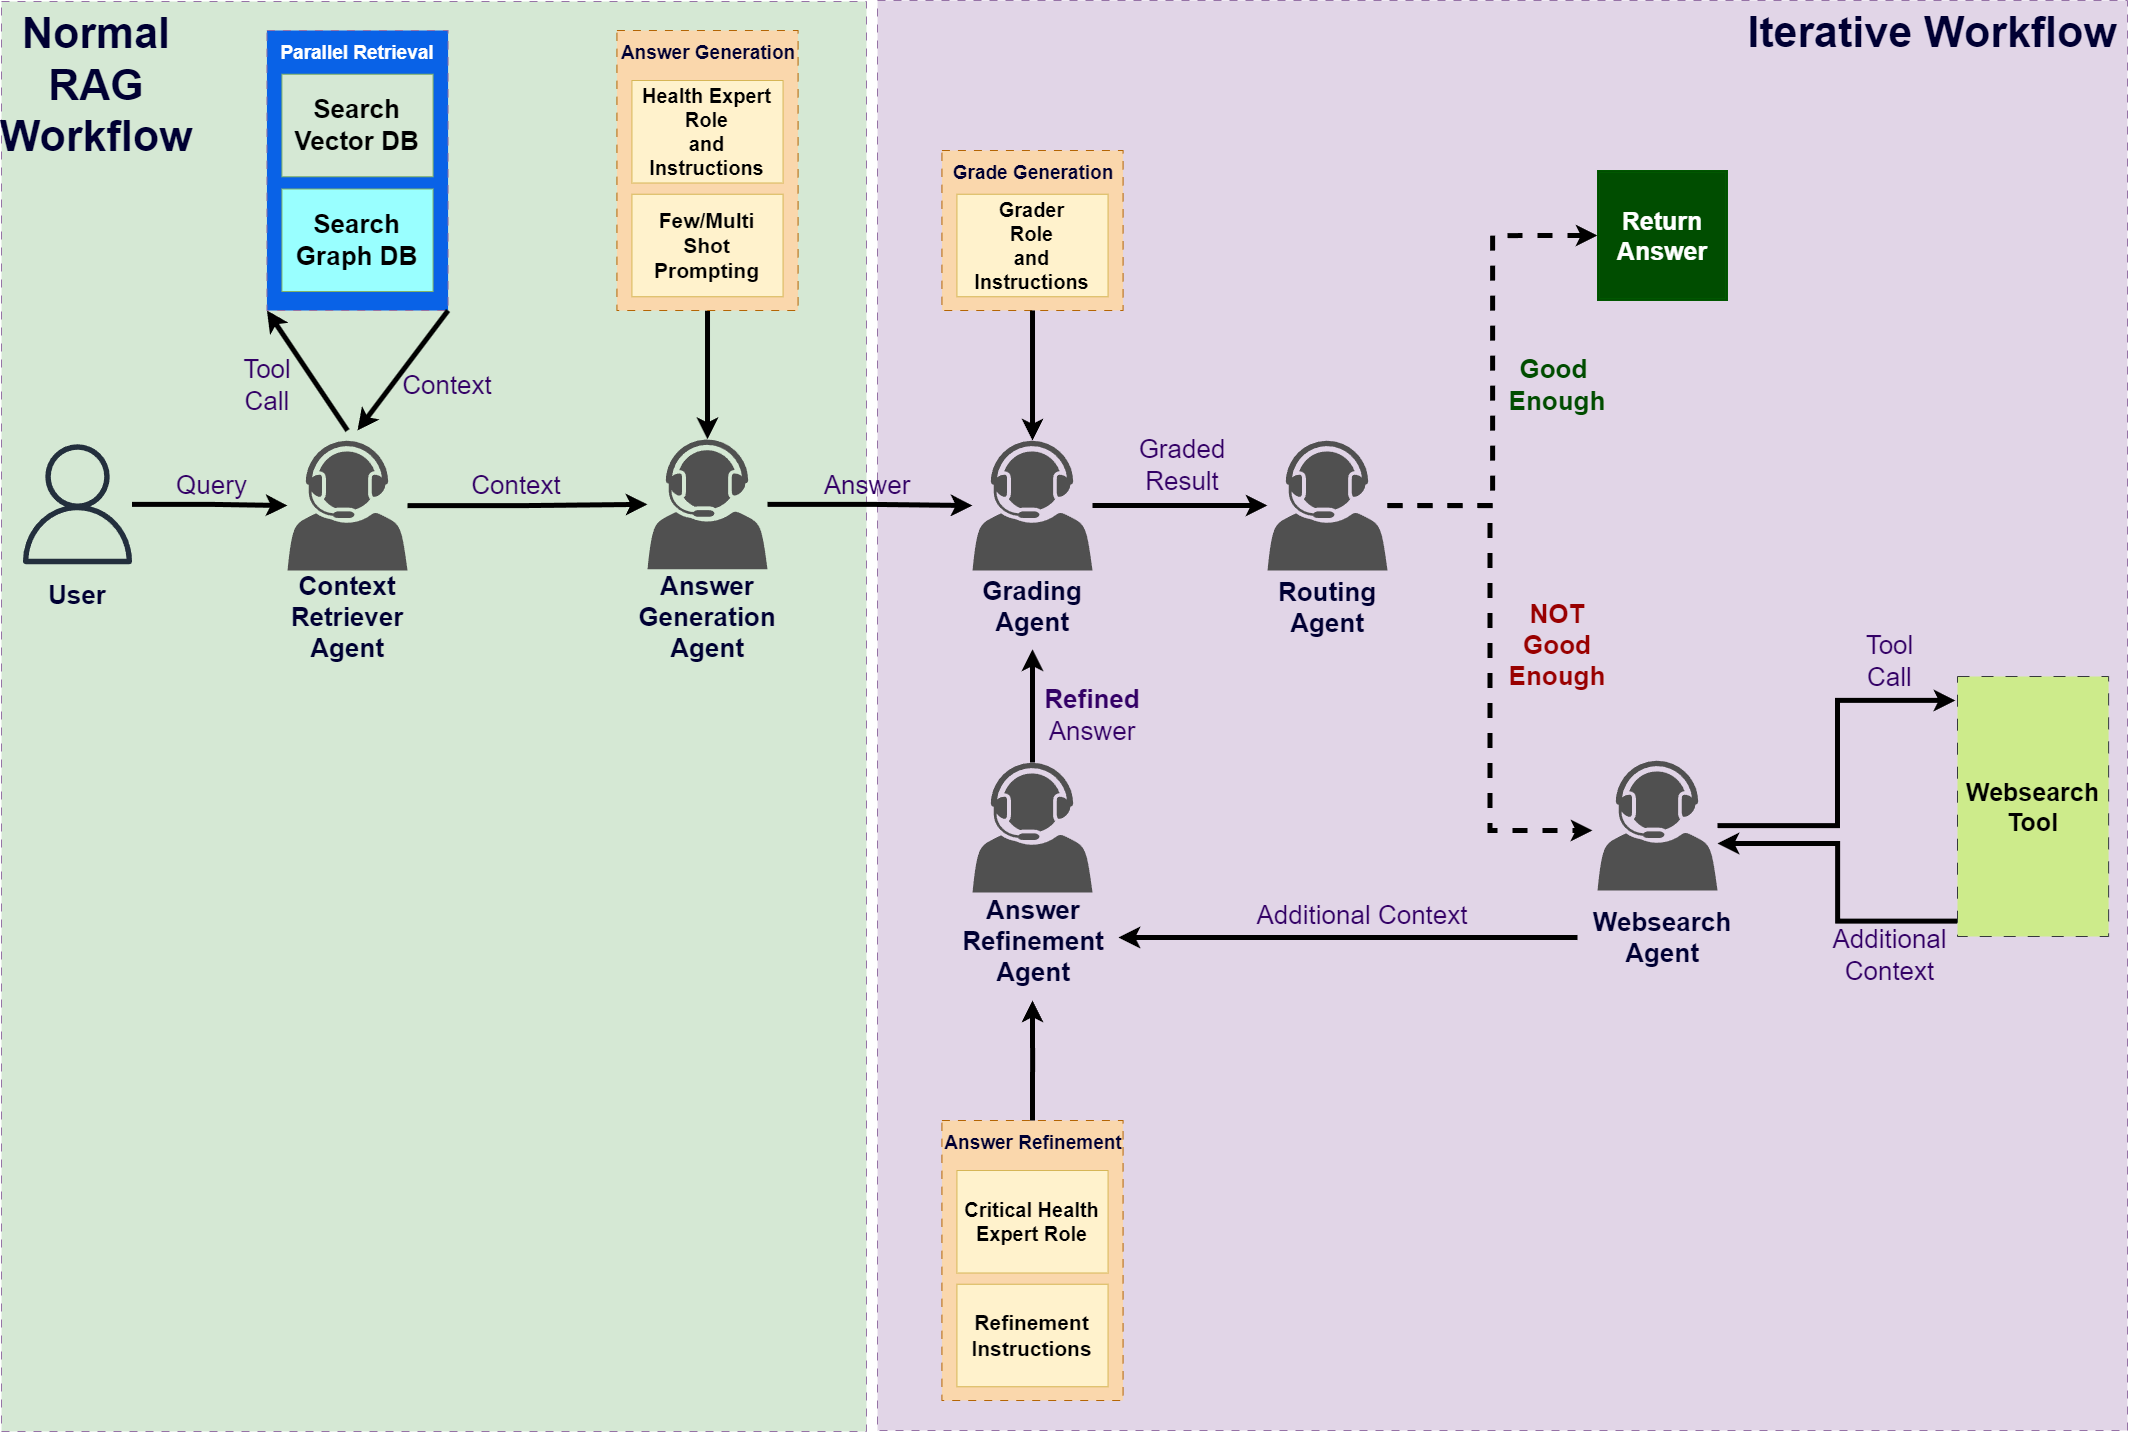 Normal
RAG
Workflow
Parallel Retrieval
Search
Vector DB
Search
Graph DB
Answer Generation
Health Expert
Role
and
Instructions
Few/Multi
Shot
Prompting
Tool
Call
Context
Query
Context
Answer
User
Context
Retriever
Agent
Answer
Generation
Agent
Iterative Workflow
Grade Generation
Grader
Role
and
Instructions
Return
Answer
Good
Enough
Graded
Result
Grading
Agent
Routing
Agent
NOT
Good
Enough
Tool
Call
Refined
Answer
Websearch
Tool
Answer
Refinement
Agent
Additional Context
Websearch
Agent
Additional
Context
Answer Refinement
Critical Health
Expert Role
Refinement
Instructions